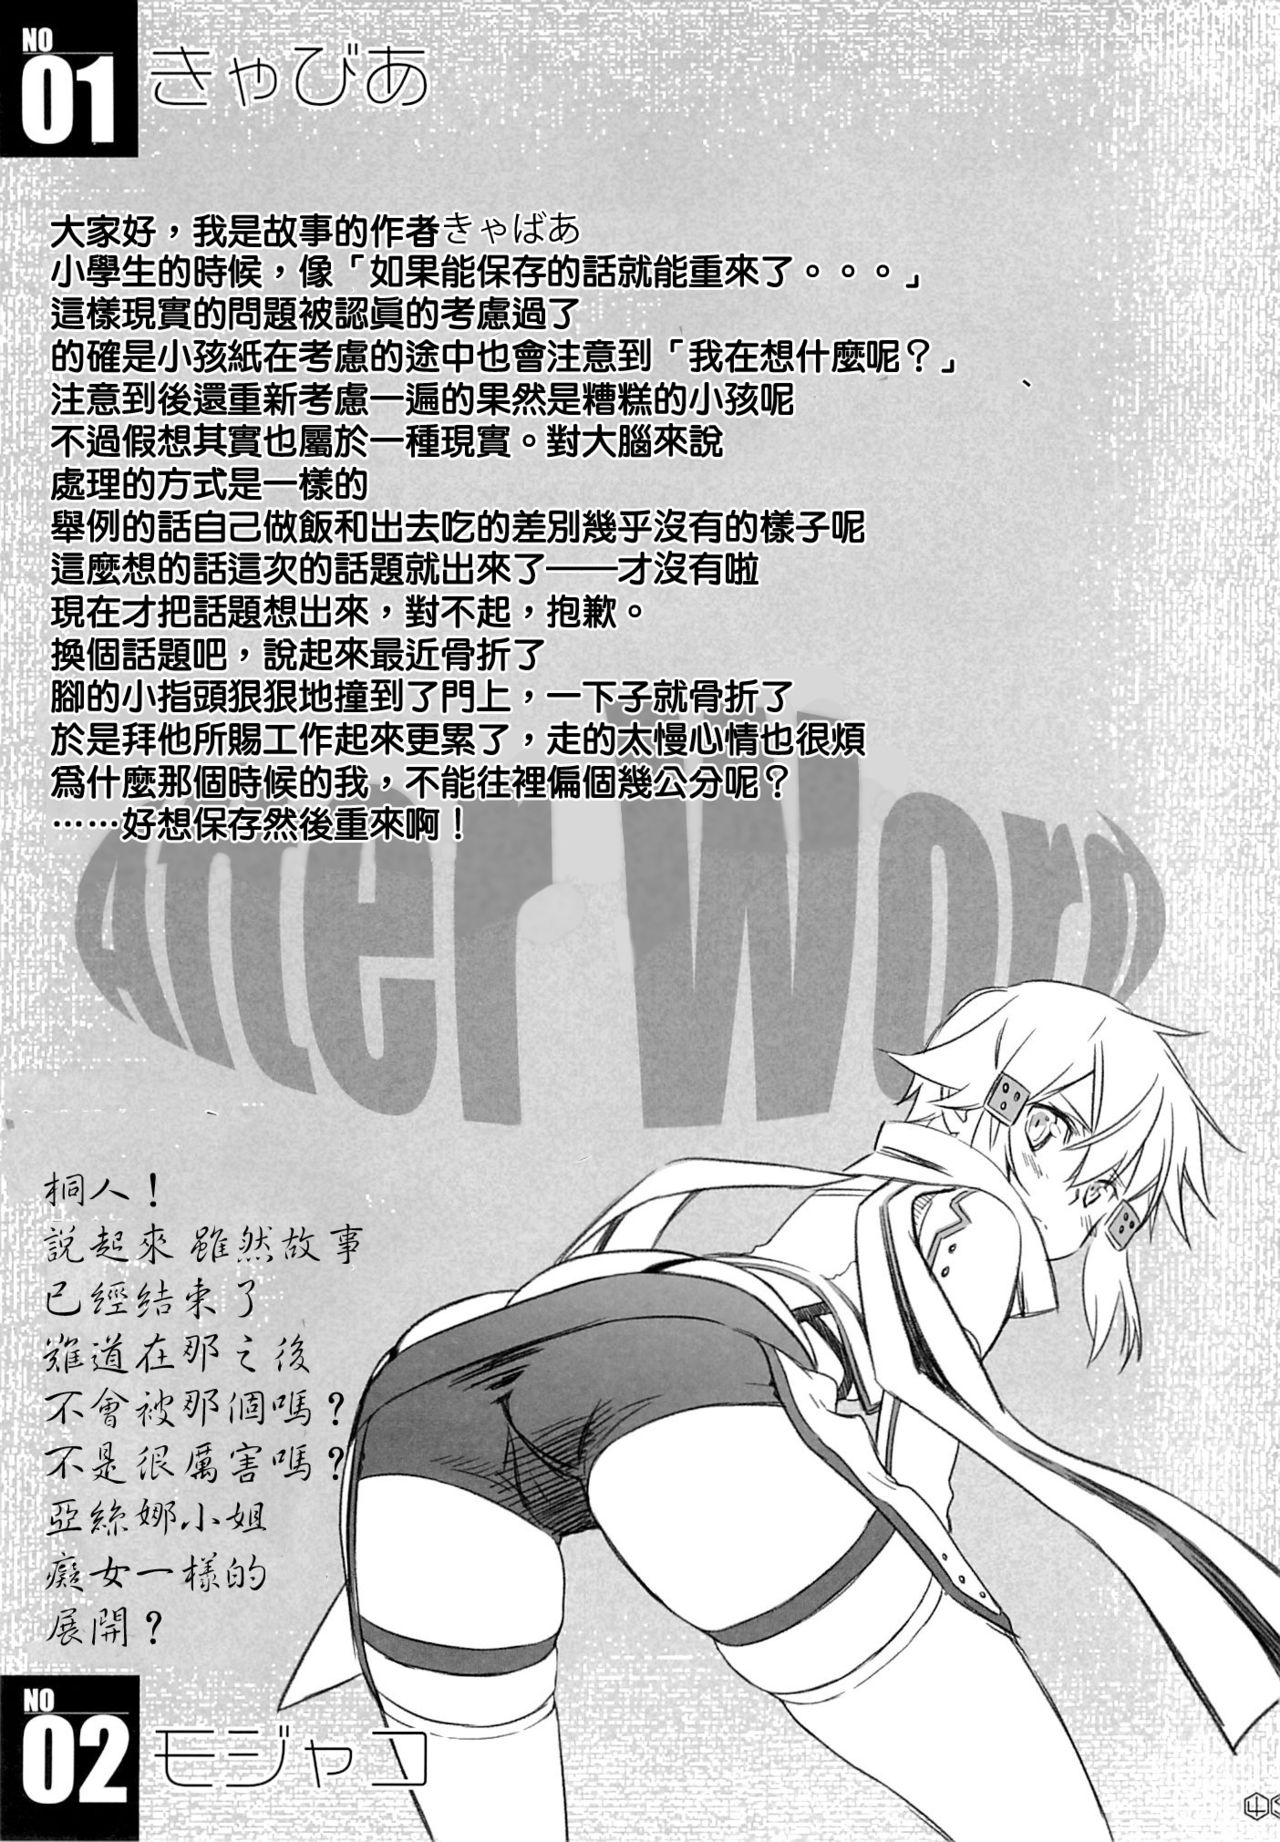 NO
01
きゃびあ
大家好，我是故事的作者きゃばあ
小學生的時候，像「如果能保存的話就能重來了。。。」
這樣現實的問題被認眞的考慮過了
的確是小孩紙在考慮的途中也會注意到「我在想什麼呢？」
注意到後還重新考慮一遍的果然是糟糕的小孩呢
不過假想其實也屬於一種現實。對大腦來說
處理的方式是一樣的
舉例的話自己做飯和出去吃的差別幾乎沒有的樣子呢
這麼想的話這次的話題就出來了——才沒有啦
現在才把話題想出來，對不起，抱歉。
換個話題吧，說起來最近骨折了
腳的小指頭狠狠地撞到了門上，一下子就骨折了
於是拜他所賜工作起來更累了，走的太慢心情也很煩
爲什麼那個時候的我，不能往裡偏個幾公分呢？
……好想保存然後重來啊！
After Word
桐人！
說起來 雖然故事
已經結束了
難道在那之後
不會被那個嗎？
不是很厲害嗎？
亞絲娜小姐
癡女一樣的
展開？
NO
02
モジャコ